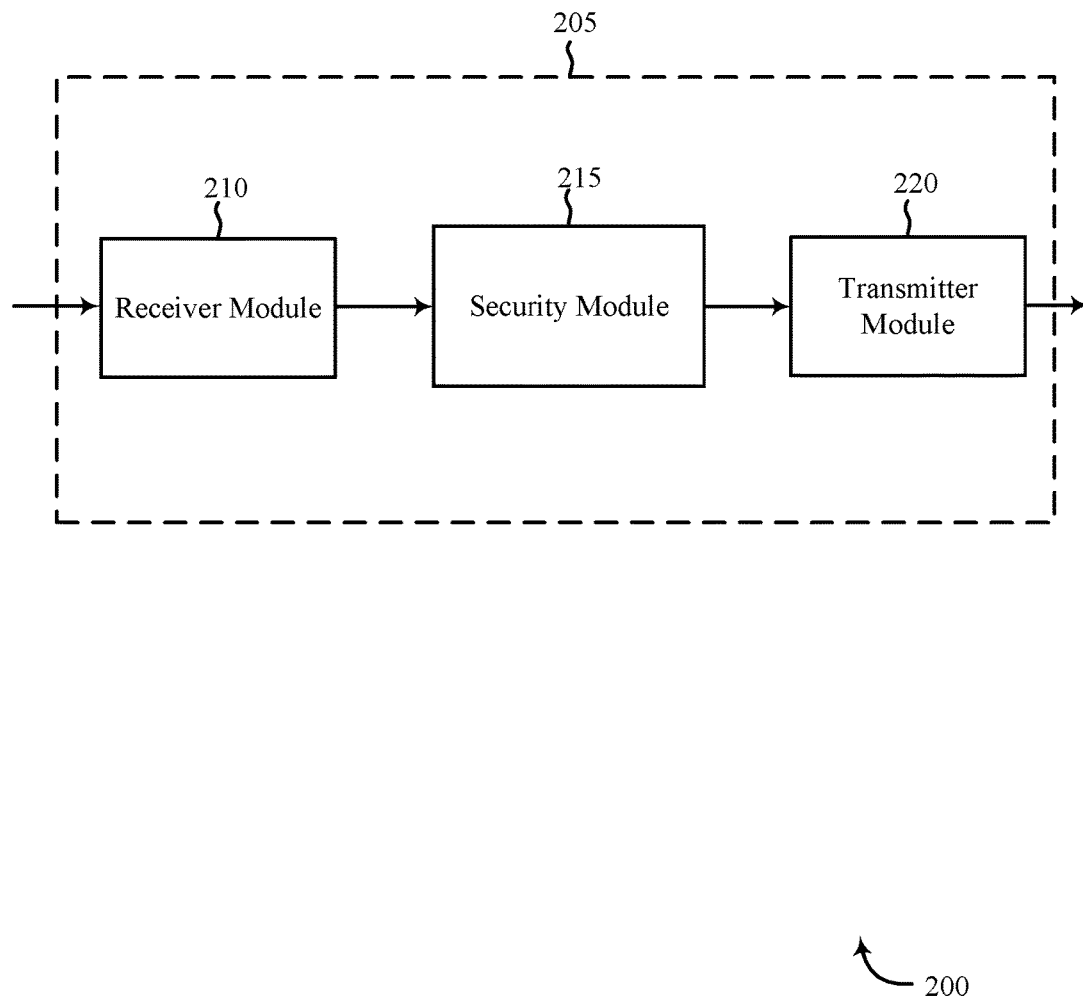 205
210
215
220
Receiver Module
Security Module
Transmitter
Module
200